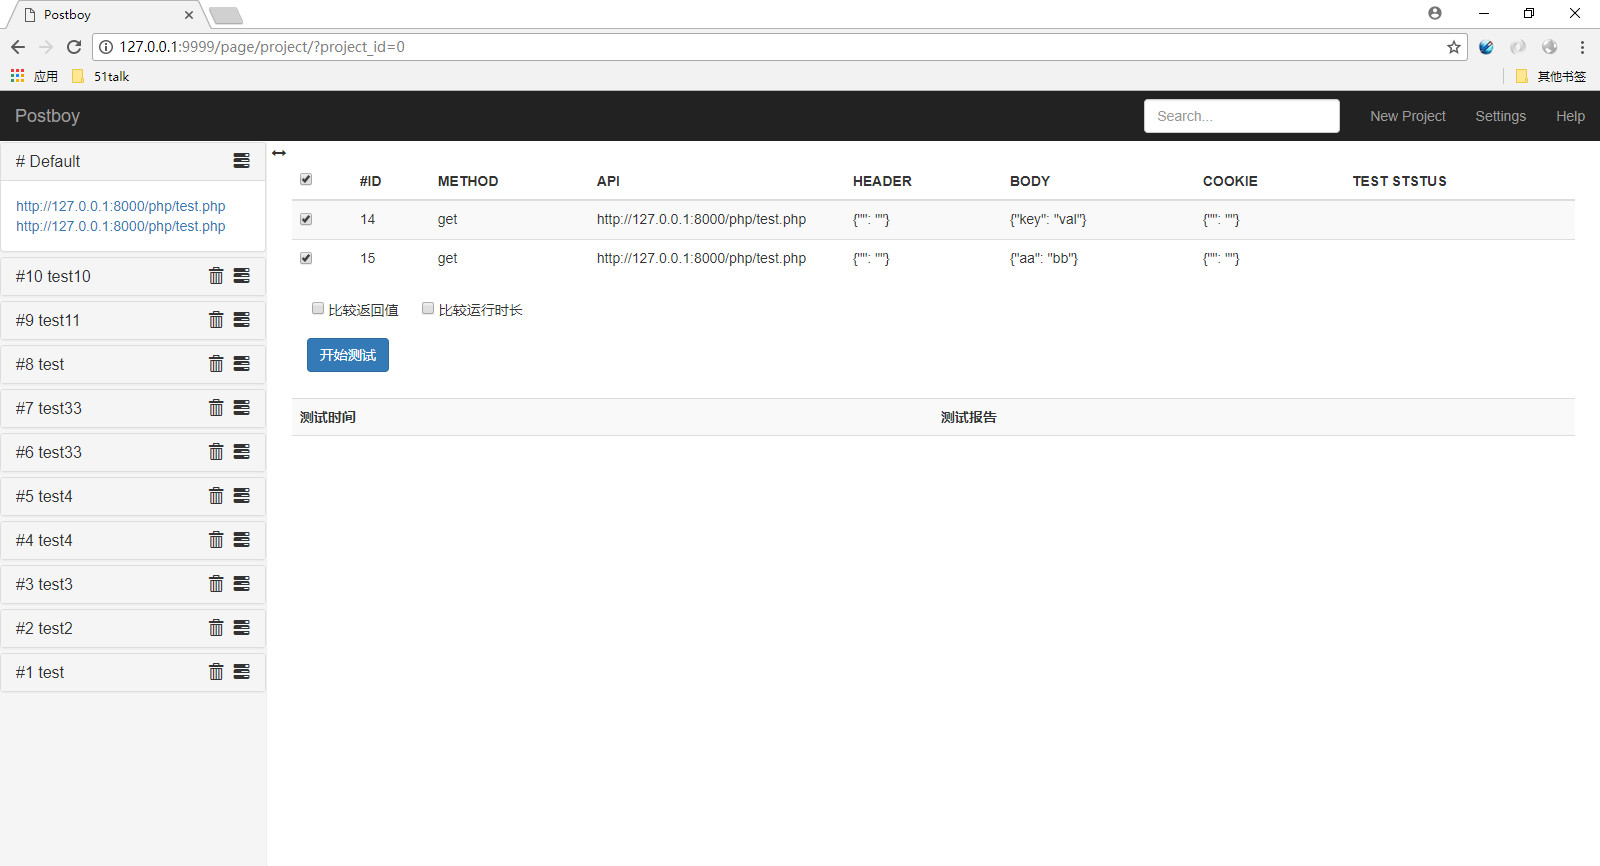 Postboy
127.0.0.1:9999/page/project/?project_id=0
应用 51talk 其他书签
Postboy Search... New Project Settings Help
# Default
http://127.0.0.1:8000/php/test.php
http://127.0.0.1:8000/php/test.php
#10 test10
#9 test11
#8 test
#7 test33
#6 test33
#5 test4
#4 test4
#3 test3
#2 test2
#1 test
#ID METHOD API HEADER BODY COOKIE TEST STSTUS
14 get http://127.0.0.1:8000/php/test.php {"": ""} {"key": "val"} {"": ""}
15 get http://127.0.0.1:8000/php/test.php {"": ""} {"aa": "bb"} {"": ""}
比较返回值 比较运行时长
开始测试
测试时间 测试报告